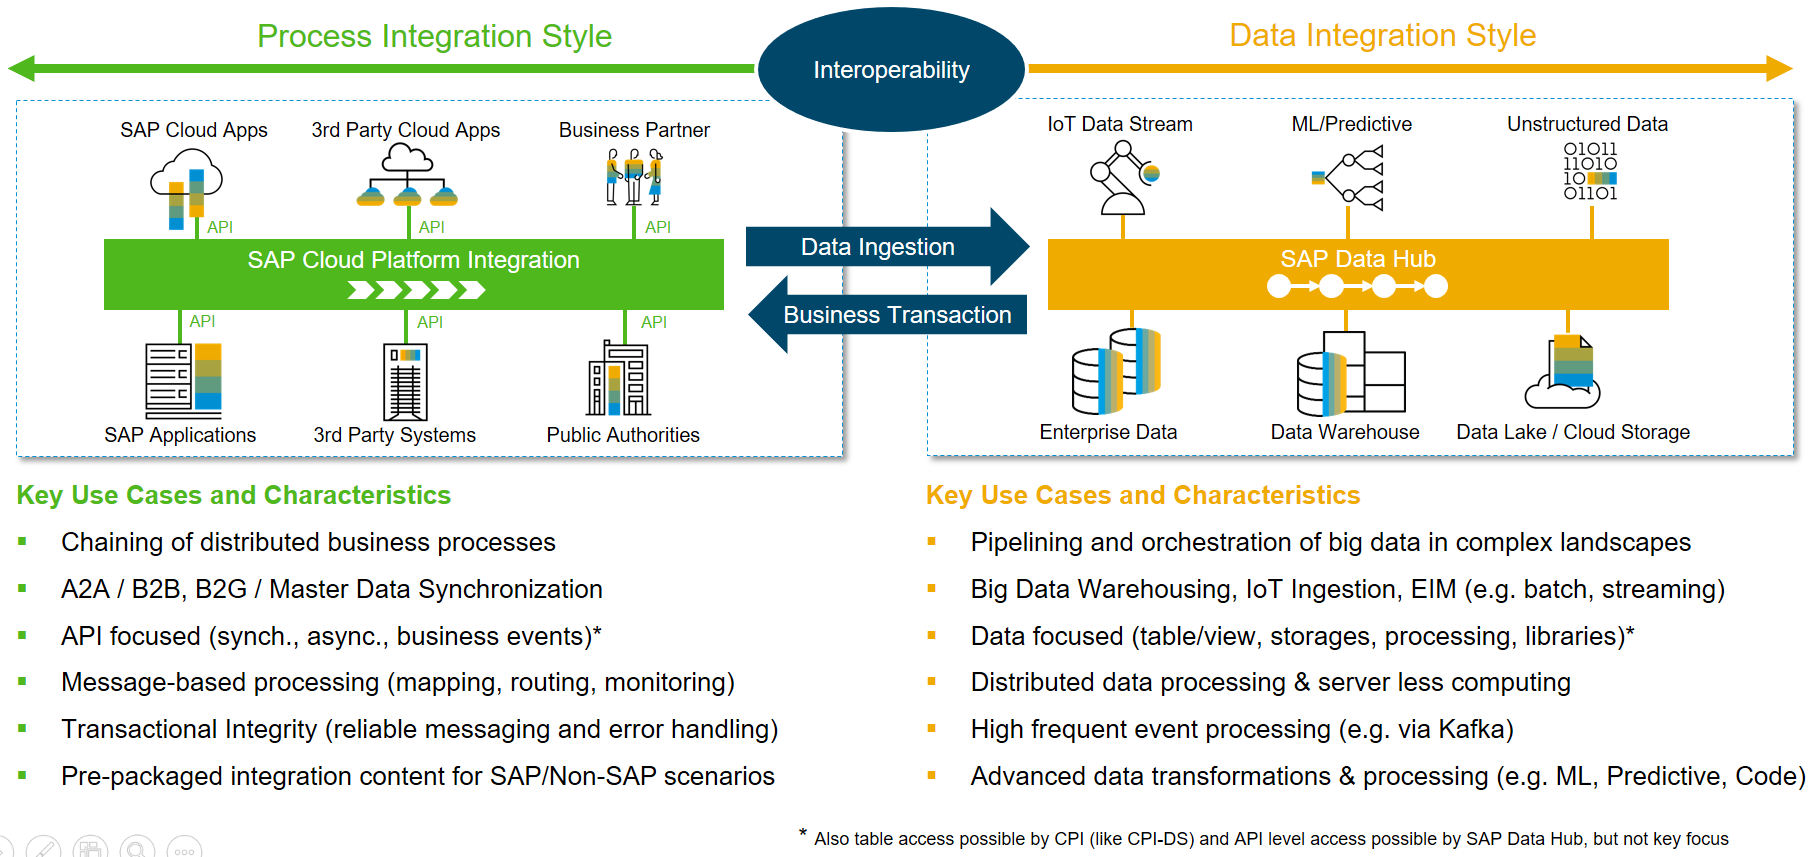 Process Integration Style
Interoperability
Data Integration Style
SAP Cloud Apps
3rd Party Cloud Apps
Business Partner
API
API
API
SAP Cloud Platform Integration
API
API
API
SAP Applications
3rd Party Systems
Public Authorities
Data Ingestion
Business Transaction
IoT Data Stream
ML/Predictive
Unstructured Data
01011
11010
10
01101
SAP Data Hub
Enterprise Data
Data Warehouse
Data Lake / Cloud Storage
Key Use Cases and Characteristics
▪ Chaining of distributed business processes
▪ A2A / B2B, B2G / Master Data Synchronization
▪ API focused (synch., async., business events)*
▪ Message-based processing (mapping, routing, monitoring)
▪ Transactional Integrity (reliable messaging and error handling)
▪ Pre-packaged integration content for SAP/Non-SAP scenarios
Key Use Cases and Characteristics
▪ Pipelining and orchestration of big data in complex landscapes
▪ Big Data Warehousing, IoT Ingestion, EIM (e.g. batch, streaming)
▪ Data focused (table/view, storages, processing, libraries)*
▪ Distributed data processing & server less computing
▪ High frequent event processing (e.g. via Kafka)
▪ Advanced data transformations & processing (e.g. ML, Predictive, Code)
* Also table access possible by CPI (like CPI-DS) and API level access possible by SAP Data Hub, but not key focus